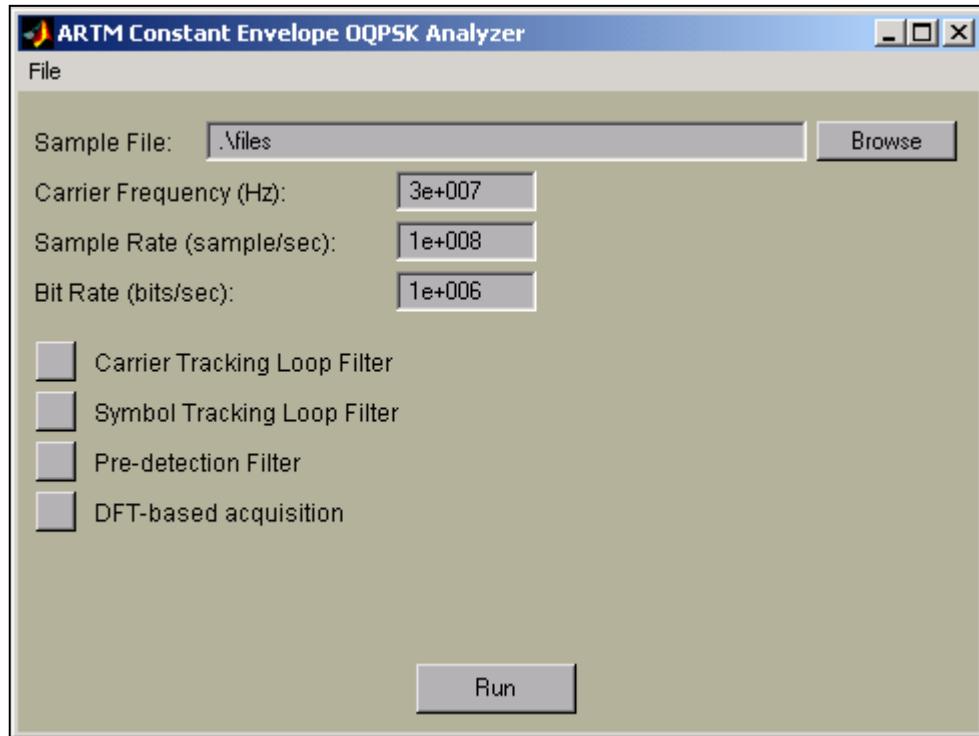 ARTM Constant Envelope OQPSK Analyzer
File
Sample File: .\files Browse
Carrier Frequency (Hz): 3e+007
Sample Rate (sample/sec): 1e+008
Bit Rate (bits/sec): 1e+006
Carrier Tracking Loop Filter
Symbol Tracking Loop Filter
Pre-detection Filter
DFT-based acquisition
Run